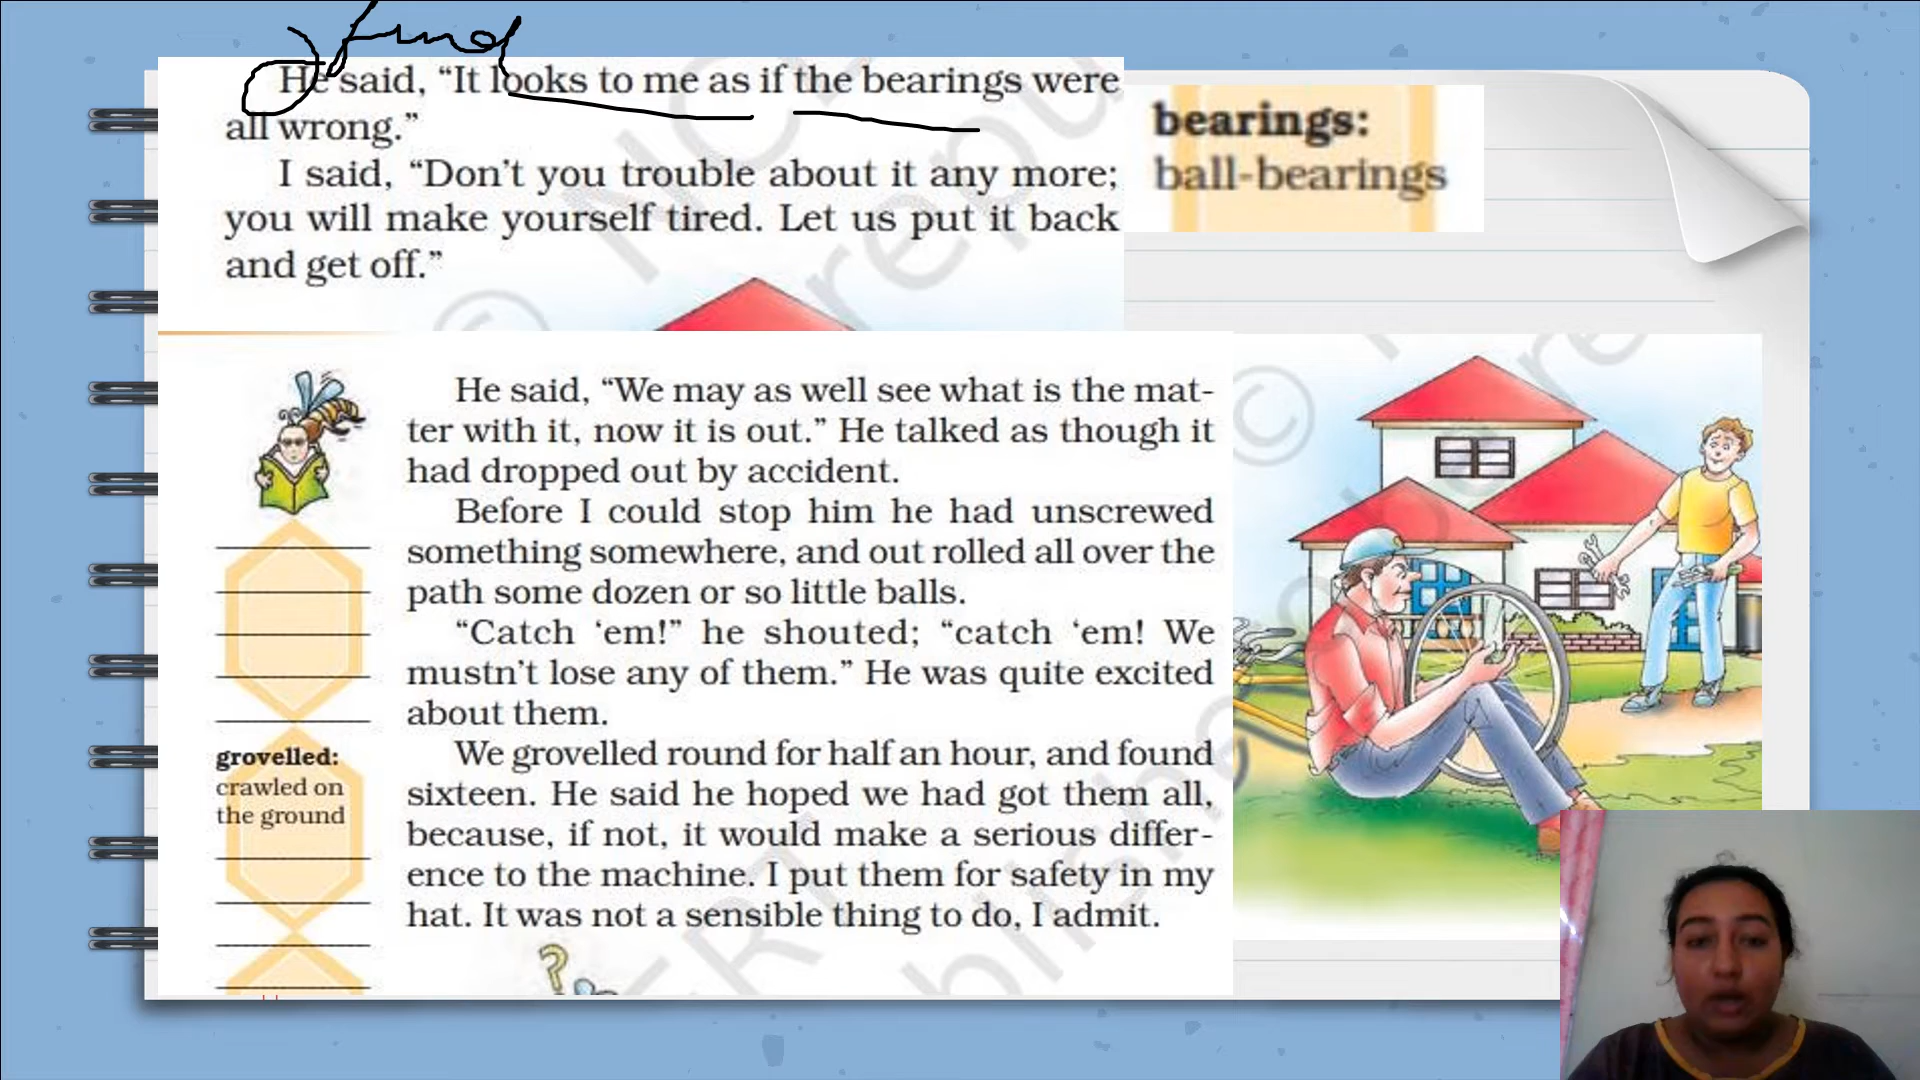 friend
He said, “It looks to me as if the bearings were
all wrong.”
I said, “Don’t you trouble about it any more;
you will make yourself tired. Let us put it back
and get off.”
bearings:
ball-bearings
He said, “We may as well see what is the mat-
ter with it, now it is out.” He talked as though it
had dropped out by accident.
Before I could stop him he had unscrewed
something somewhere, and out rolled all over the
path some dozen or so little balls.
“Catch ‘em!” he shouted; “catch ‘em! We
mustn’t lose any of them.” He was quite excited
about them.
We grovelled round for half an hour, and found
sixteen. He said he hoped we had got them all,
because, if not, it would make a serious differ-
ence to the machine. I put them for safety in my
hat. It was not a sensible thing to do, I admit.
grovelled:
crawled on
the ground